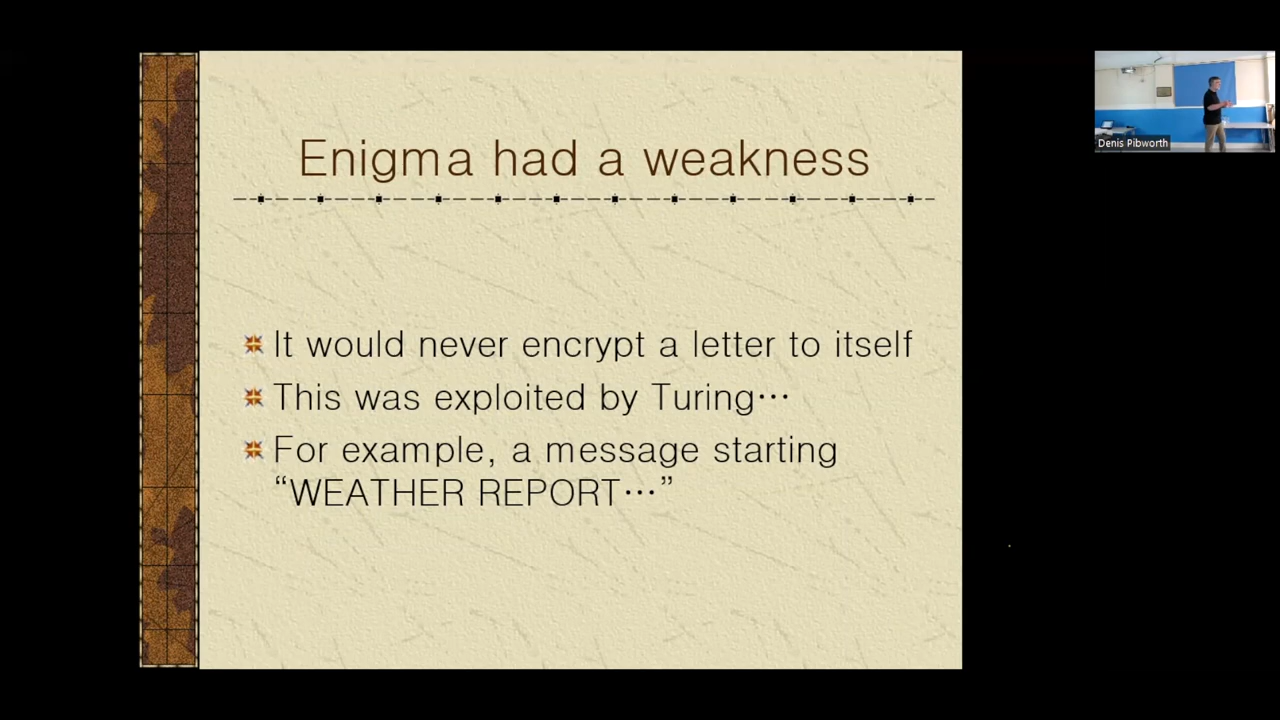 Enigma had a weakness
It would never encrypt a letter to itself
This was exploited by Turing…
For example, a message starting
“WEATHER REPORT…”
Denis Pibworth